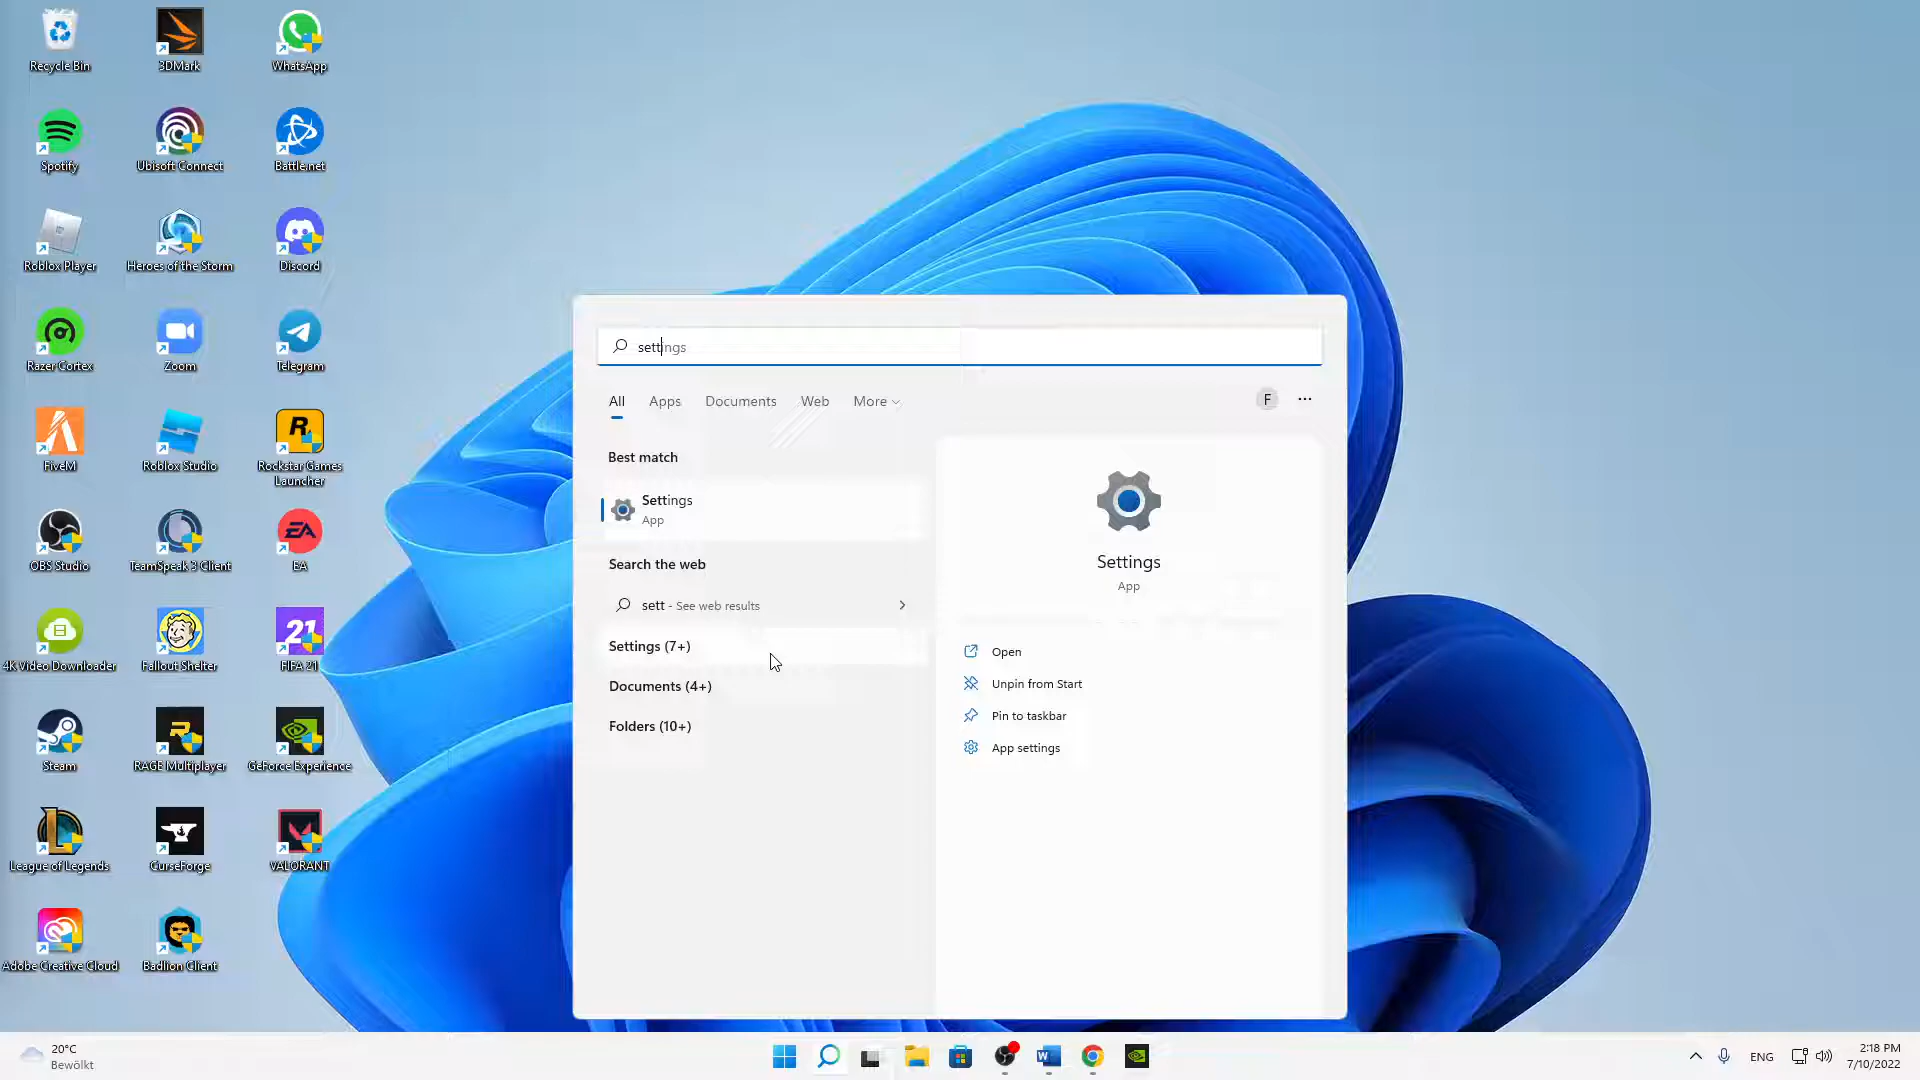 Recycle Bin
3DMark
WhatsApp
Spotify
Ubisoft Connect
Battle.net
Roblox Player
Heroes of the Storm
Discord
Razer Cortex
Zoom
Telegram
FiveM
Roblox Studio
Rockstar Games
Launcher
OBS Studio
TeamSpeak 3 Client
EA
4K Video Downloader
Fallout Shelter
FIFA 21
Steam
RAGE Multiplayer
GeForce Experience
League of Legends
CurseForge
VALORANT
Adobe Creative Cloud
Badlion Client
settings
All
Apps
Documents
Web
More
F
Best match
Settings
App
Search the web
sett - See web results
Settings (7+)
Documents (4+)
Folders (10+)
Settings
App
Open
Unpin from Start
Pin to taskbar
App settings
20°C
Bewölkt
ENG
2:18 PM
7/10/2022